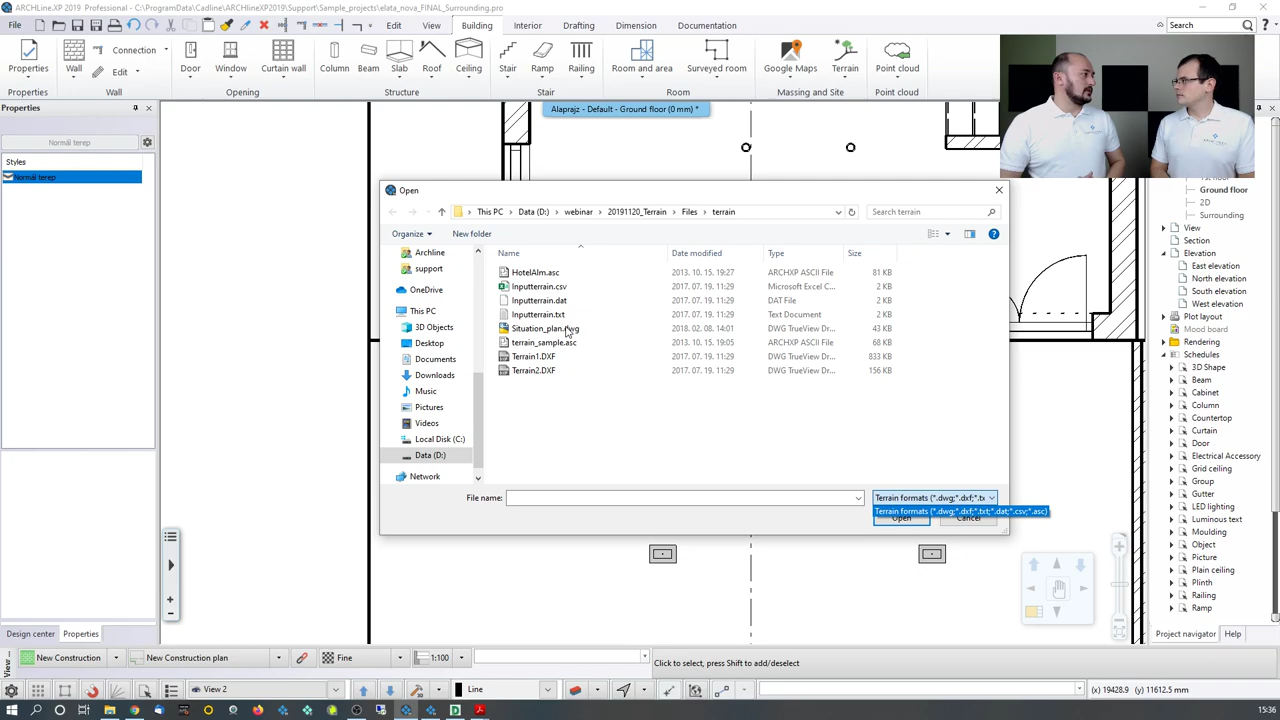 ARCHLine.XP 2019 Professional - C:\ProgramData\Cadline\ARCHlineXP2019\Support\Sample_projects\elata_nova_FINAL_Surrounding.pro
File
Edit
View
Building
Interior
Drafting
Dimension
Documentation
Search
Properties
Wall
Connection
Edit
Door
Window
Curtain wall
Column
Beam
Slab
Roof
Ceiling
Stair
Ramp
Railing
Room and area
Surveyed room
Google Maps
Terrain
Point cloud
Properties
Wall
Opening
Structure
Stair
Room
Massing and Site
Point cloud
Properties
Alaprajz - Default - Ground floor (0 mm) *
Normál terep
Styles
Normál terep
Open
This PC > Data (D:) > webinar > 20191120_Terrain > Files > terrain
Search terrain
Organize
New folder
Name
Date modified
Type
Size
Archline
support
OneDrive
This PC
3D Objects
Desktop
Documents
Downloads
Music
Pictures
Videos
Local Disk (C:)
Data (D:)
Network
HotelAlm.asc 2013. 10. 15. 19:27 ARCHXP ASCII File 81 KB
Inputterrain.csv 2017. 07. 19. 11:29 Microsoft Excel C... 2 KB
Inputterrain.dat 2017. 07. 19. 11:29 DAT File 2 KB
Inputterrain.txt 2017. 07. 19. 11:29 Text Document 2 KB
Situation_plan.dwg 2018. 02. 08. 14:01 DWG TrueView Dr... 43 KB
terrain_sample.asc 2013. 10. 15. 19:05 ARCHXP ASCII File 68 KB
Terrain1.DXF 2017. 07. 19. 11:29 DWG TrueView Dr... 833 KB
Terrain2.DXF 2017. 07. 19. 11:29 DWG TrueView Dr... 156 KB
File name:
Terrain formats (*.dwg;*.dxf;*.tx
Terrain formats (*.dwg;*.dxf;*.txt;*.dat;*.csv;*.asc)
Open
Cancel
1st floor
Ground floor
2D
Surrounding
View
Section
Elevation
East elevation
North elevation
South elevation
West elevation
Plot layout
Mood board
Rendering
Schedules
3D Shape
Beam
Cabinet
Column
Countertop
Curtain
Door
Electrical Accessory
Grid ceiling
Group
Gutter
LED lighting
Luminous text
Moulding
Object
Picture
Plain ceiling
Plinth
Railing
Ramp
Design center
Properties
Project navigator
Help
View
New Construction
New Construction plan
Fine
1:100
Click to select, press Shift to add/deselect
View 2
Line
(x) 19428.9 (y) 11612.5 mm
15:36